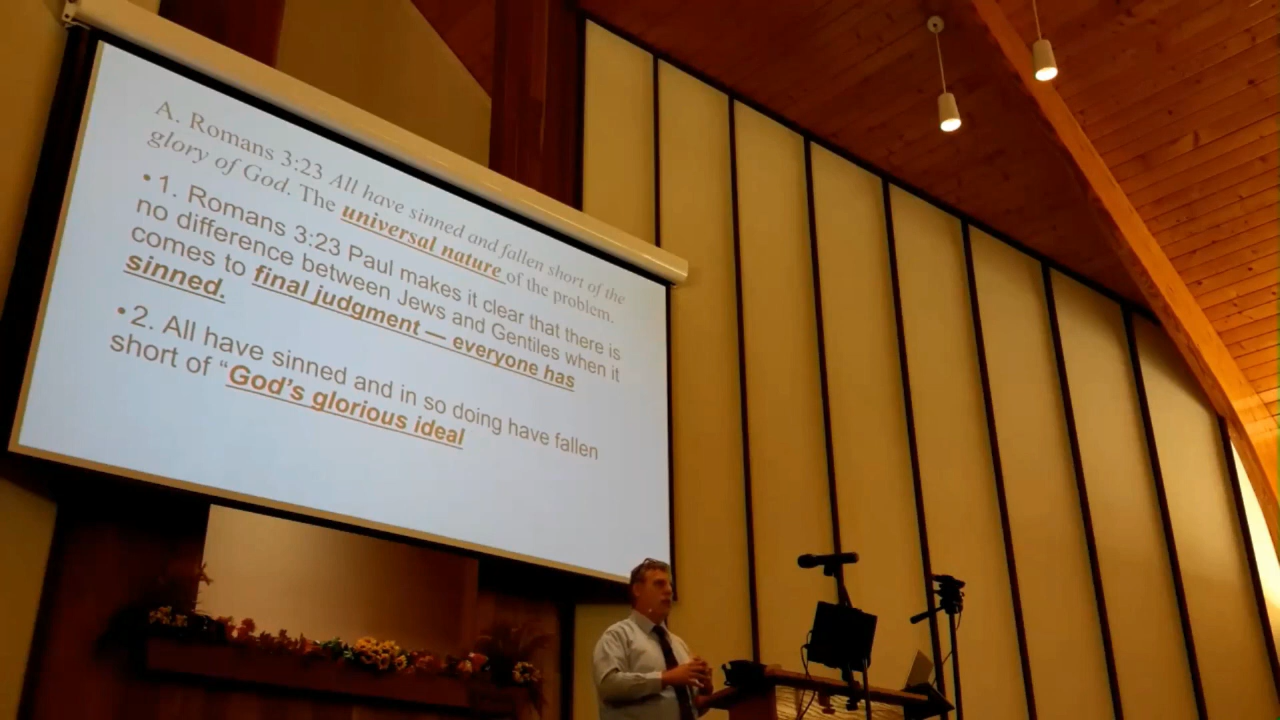 A. Romans 3:23 All have sinned and fallen short of the
glory of God. The universal nature of the problem.
• 1. Romans 3:23 Paul makes it clear that there is
no difference between Jews and Gentiles when it
comes to final judgment — everyone has
sinned.
• 2. All have sinned and in so doing have fallen
short of “God’s glorious ideal